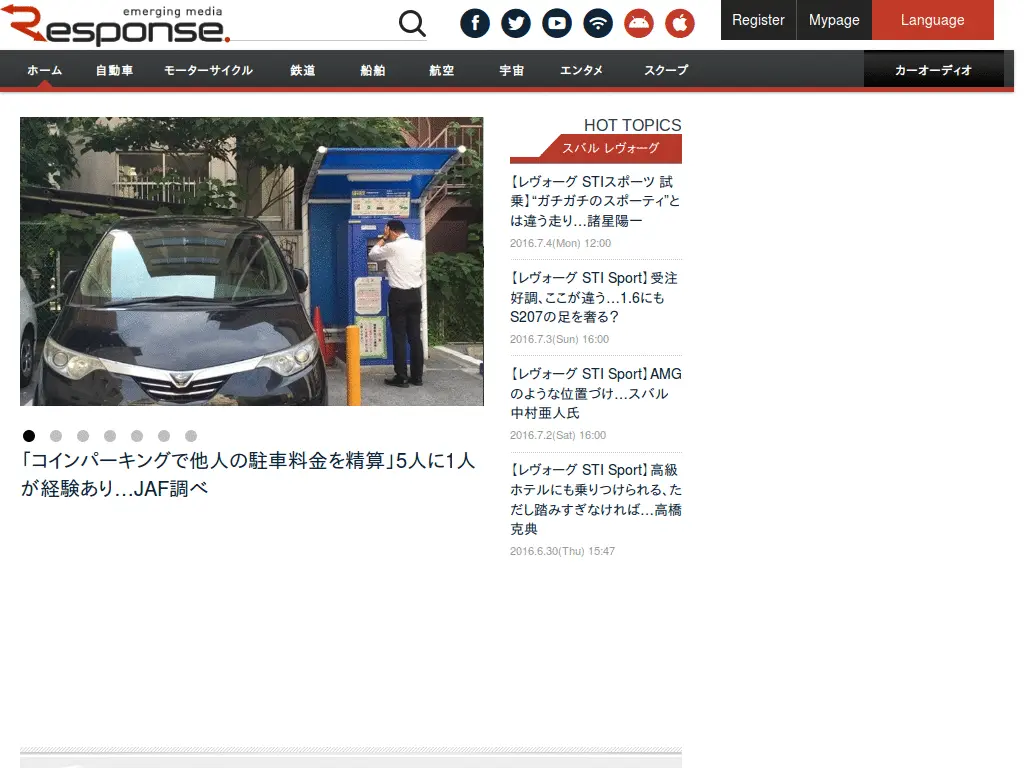 emerging media
Response.
Register
Mypage
Language
ホーム
自動車
モーターサイクル
鉄道
船舶
航空
宇宙
エンタメ
スクープ
カーオーディオ
HOT TOPICS
スバル レヴォーグ
【レヴォーグ STIスポーツ 試
乗】“ガチガチのスポーティ”と
は違う走り…諸星陽一
2016.7.4(Mon) 12:00
【レヴォーグ STI Sport】受注
好調、ここが違う…1.6にも
S207の足を奢る?
2016.7.3(Sun) 16:00
【レヴォーグ STI Sport】AMG
のような位置づけ…スバル
中村亜人氏
2016.7.2(Sat) 16:00
【レヴォーグ STI Sport】高級
ホテルにも乗りつけられる、た
だし踏みすぎなければ…高橋
克典
2016.6.30(Thu) 15:47
「コインパーキングで他人の駐車料金を精算」5人に1人
が経験あり…JAF調べ